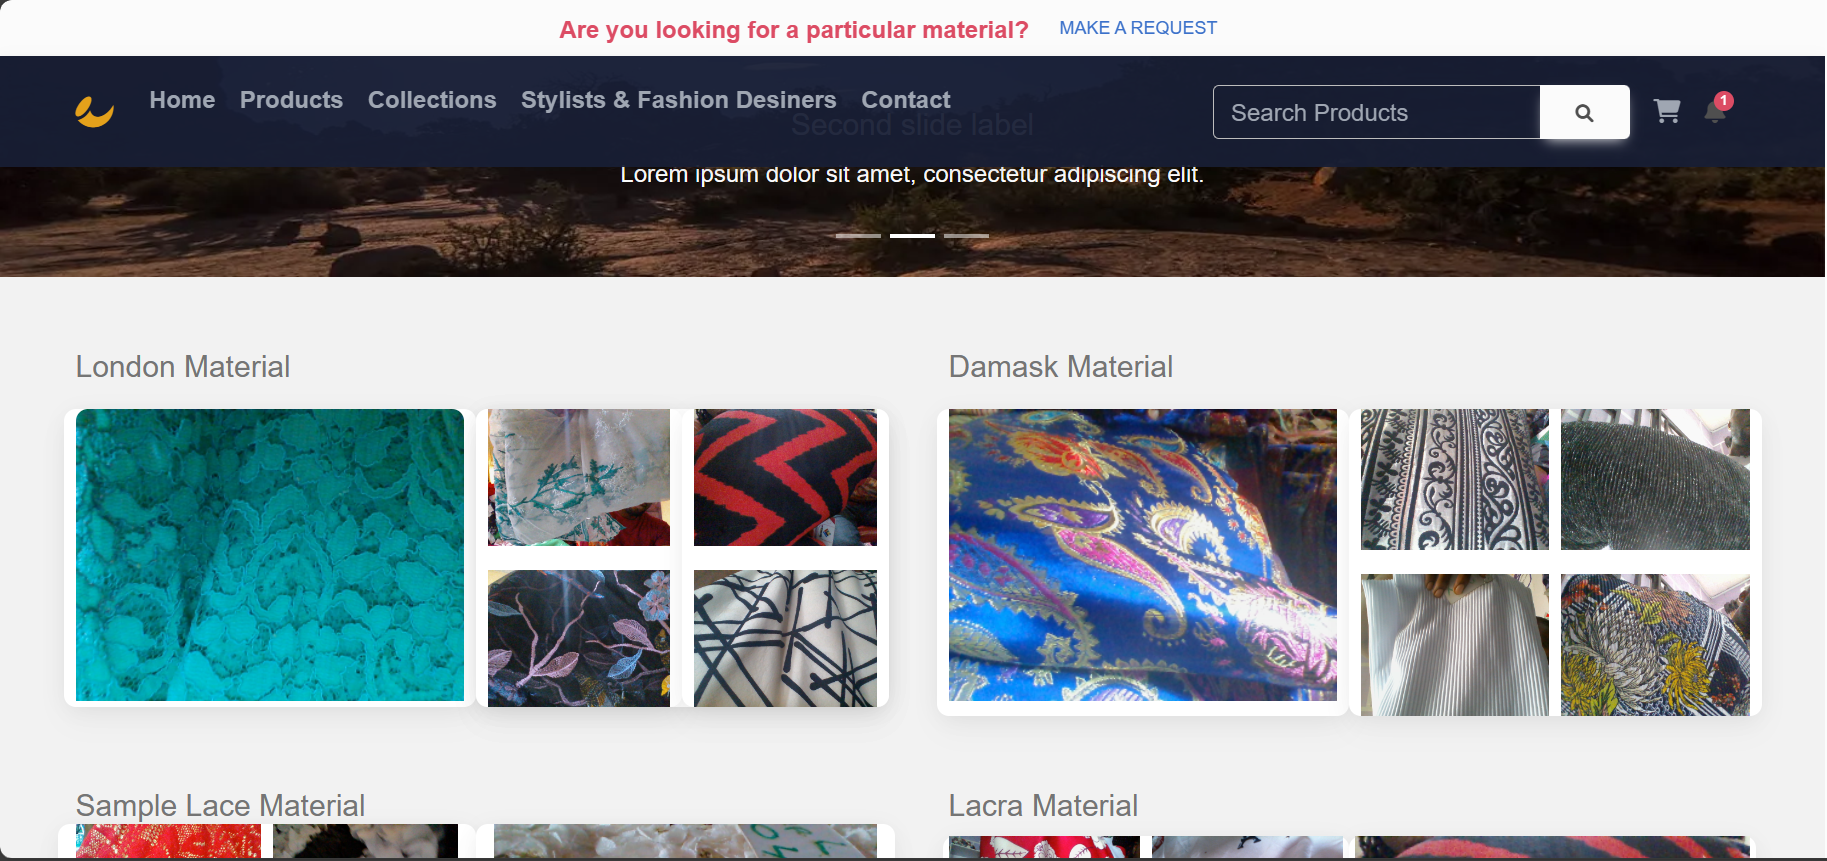 Are you looking for a particular material? MAKE A REQUEST
Home Products Collections Stylists & Fashion Desiners Contact
Search Products
1
Second slide label
Lorem ipsum dolor sit amet, consectetur adipiscing elit.
London Material
Damask Material
Sample Lace Material
Lacra Material